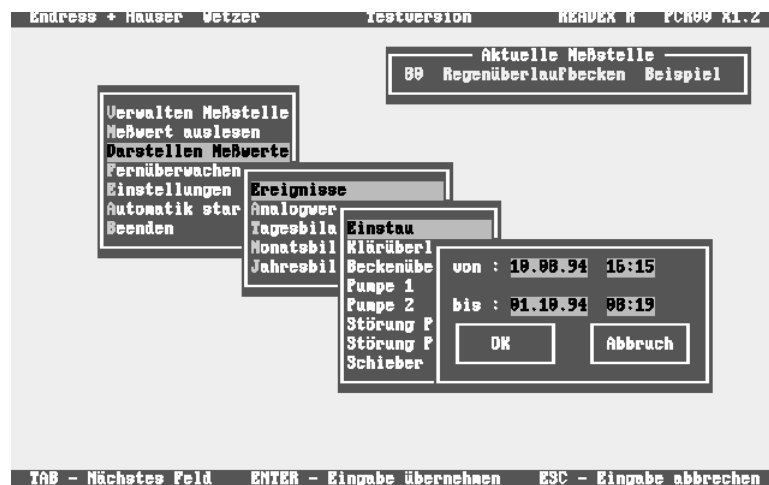 Endress + Hauser Wetzer Testversion READEX R PCR00 X1.2
Aktuelle Meßstelle
B0 Regenüberlaufbecken Beispiel
Verwalten Meßstelle
Meßwert auslesen
Darstellen Meßwerte
Fernüberwachen
Einstellungen
Automatik star
Beenden
Ereignisse
Analogwer
Tagesbila
Monatsbil
Jahresbil
Einstau
Klärüberl
Beckenübe
Pumpe 1
Pumpe 2
Störung P
Störung P
Schieber
von : 10.08.94 16:15
bis : 01.10.94 08:19
OK Abbruch
TAB - Nächstes Feld ENTER - Eingabe übernehmen ESC - Eingabe abbrechen